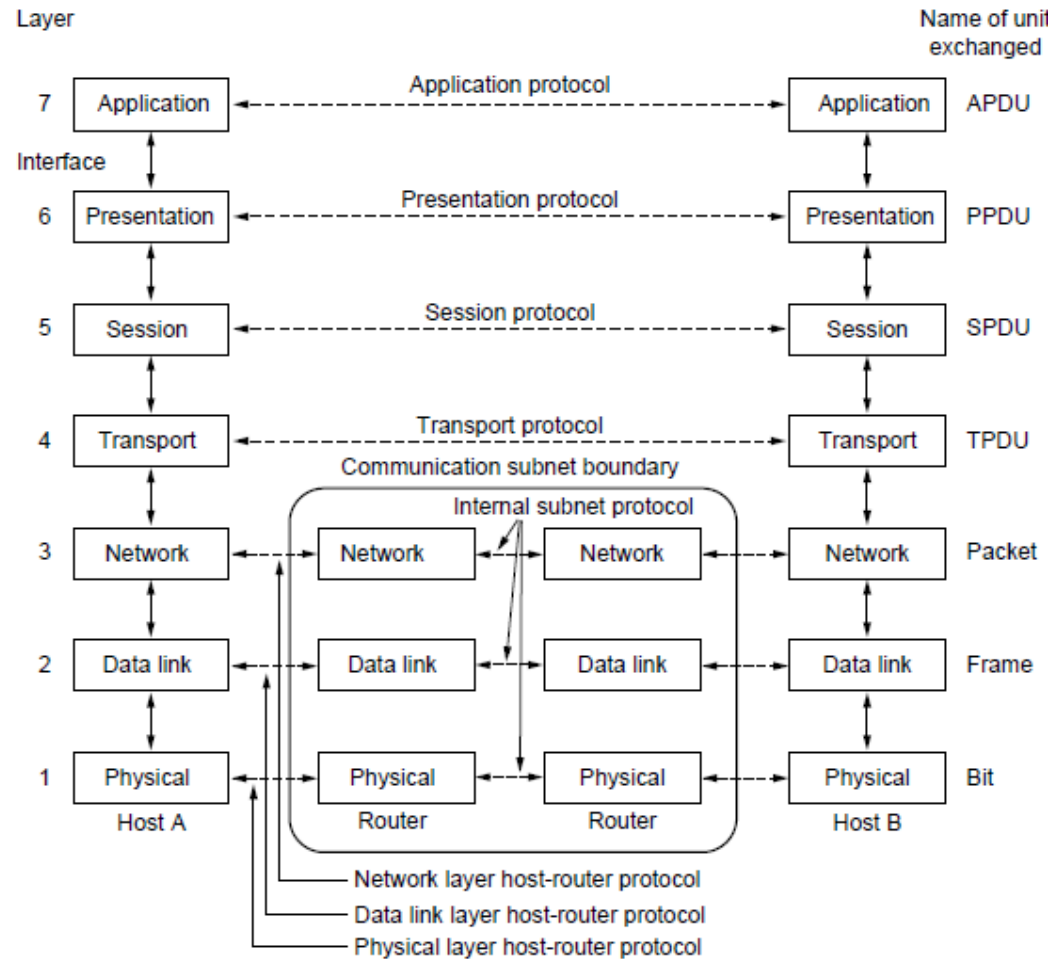 Layer
Name of unit
exchanged
Application protocol
7 Application Application APDU
Interface
Presentation protocol
6 Presentation Presentation PPDU
Session protocol
5 Session Session SPDU
Transport protocol
4 Transport Transport TPDU
Communication subnet boundary
Internal subnet protocol
3 Network Network Network Network Packet
2 Data link Data link Data link Data link Frame
1 Physical Physical Physical Physical Bit
Host A Router Router Host B
Network layer host-router protocol
Data link layer host-router protocol
Physical layer host-router protocol